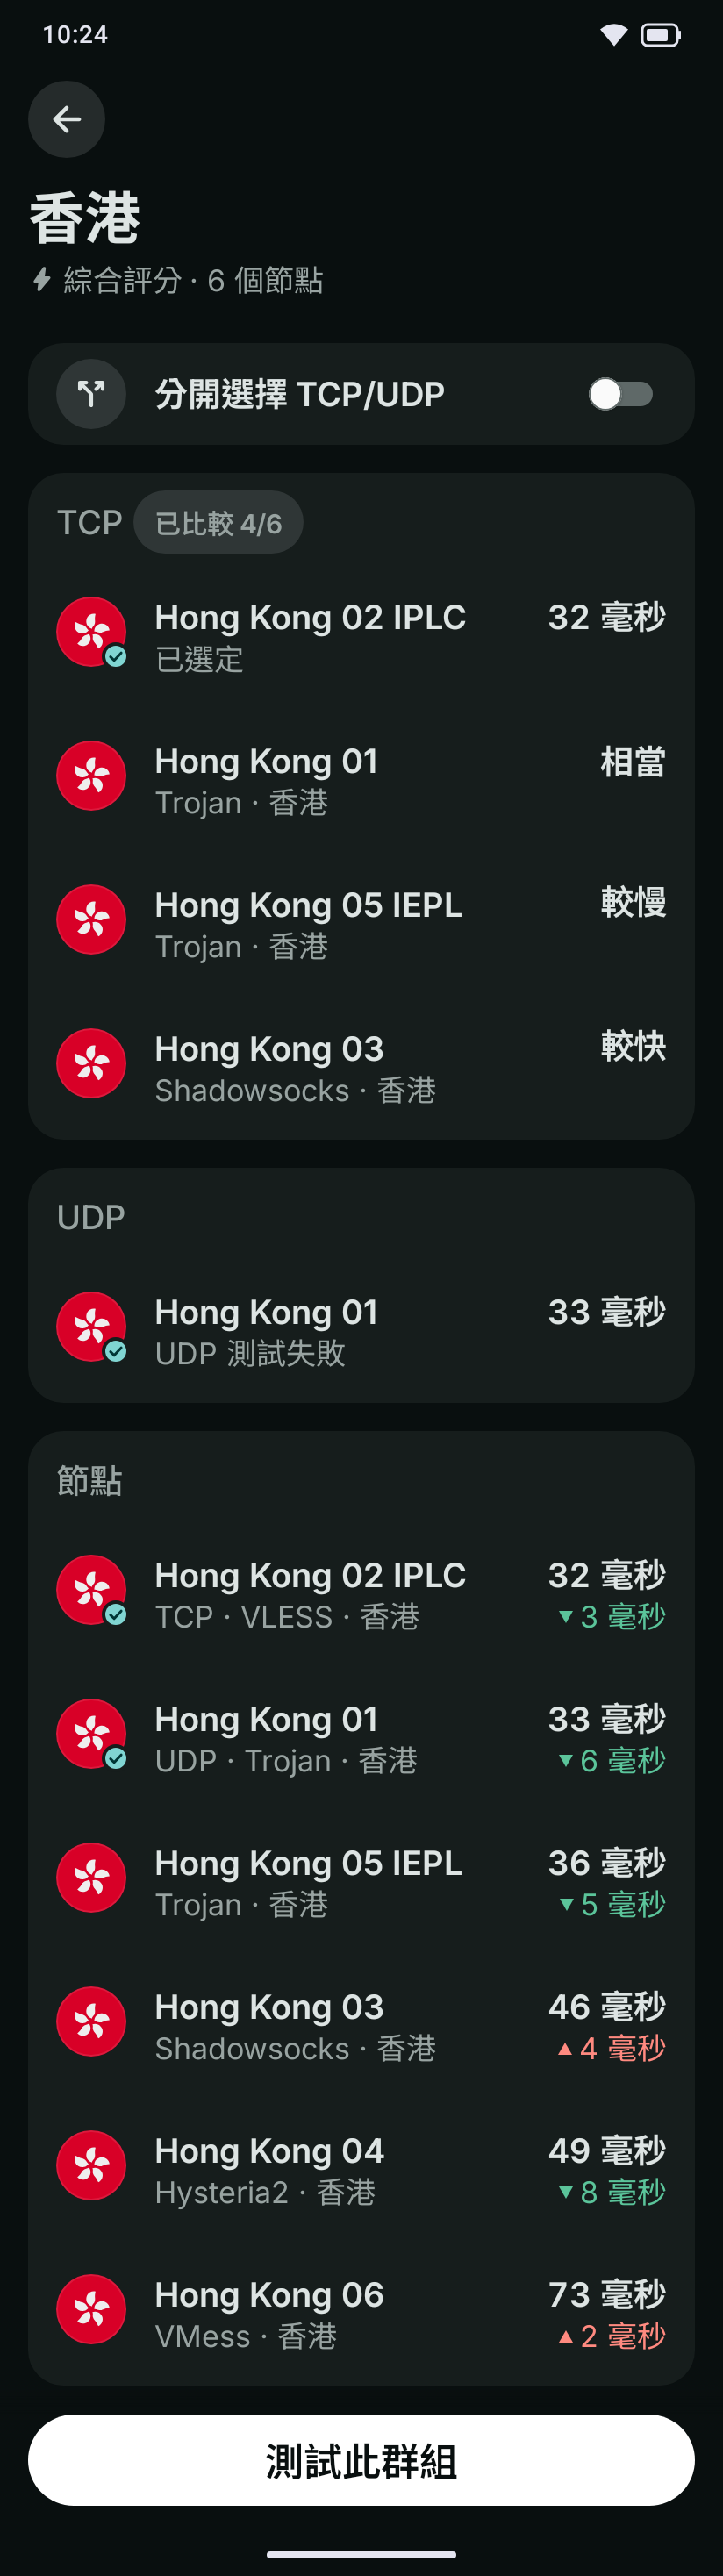 10:24
香港
綜合評分 · 6 個節點
分開選擇 TCP/UDP
TCP 已比較 4/6
Hong Kong 02 IPLC 32 毫秒
已選定
Hong Kong 01 相當
Trojan · 香港
Hong Kong 05 IEPL 較慢
Trojan · 香港
Hong Kong 03 較快
Shadowsocks · 香港
UDP
Hong Kong 01 33 毫秒
UDP 測試失敗
節點
Hong Kong 02 IPLC 32 毫秒
TCP · VLESS · 香港 ▼3 毫秒
Hong Kong 01 33 毫秒
UDP · Trojan · 香港 ▼6 毫秒
Hong Kong 05 IEPL 36 毫秒
Trojan · 香港 ▼5 毫秒
Hong Kong 03 46 毫秒
Shadowsocks · 香港 ▲4 毫秒
Hong Kong 04 49 毫秒
Hysteria2 · 香港 ▼8 毫秒
Hong Kong 06 73 毫秒
VMess · 香港 ▲2 毫秒
測試此群組